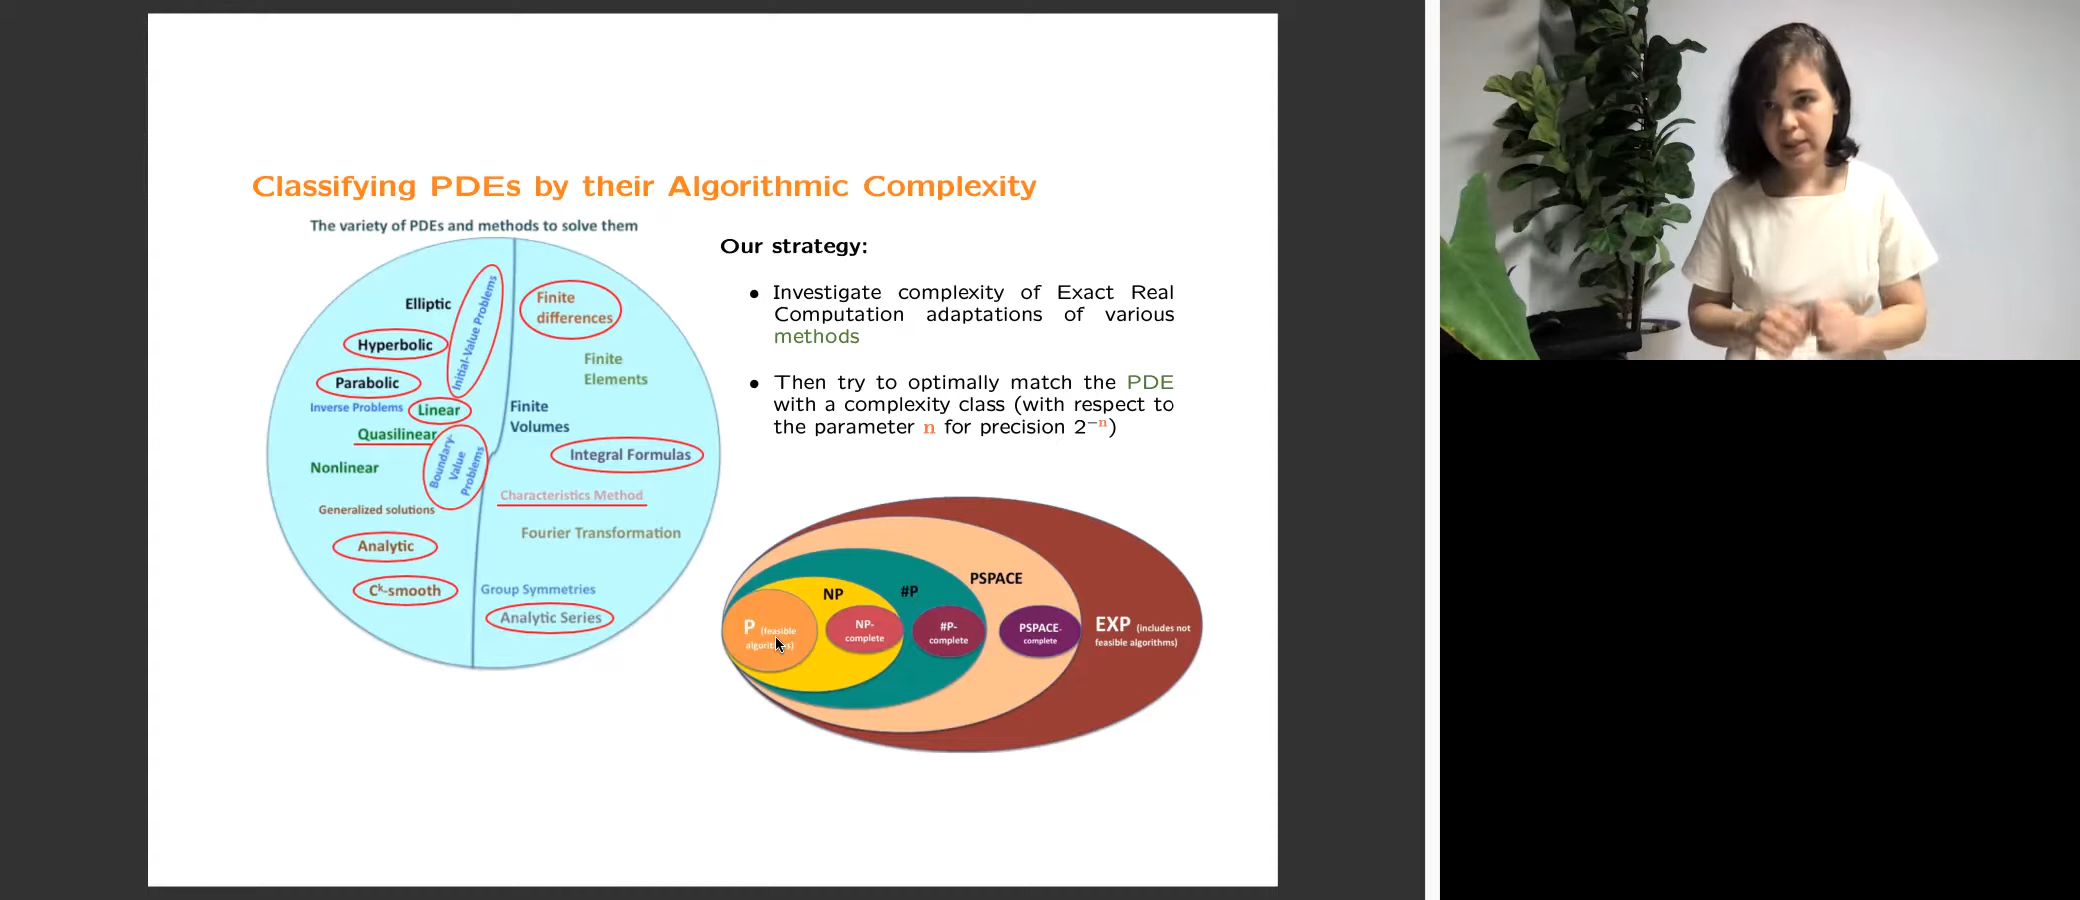 Classifying PDEs by their Algorithmic Complexity
The variety of PDEs and methods to solve them
Elliptic
Initial-Value Problems
Hyperbolic
Parabolic
Inverse Problems
Linear
Quasilinear
Boundary-
Value
Problems
Nonlinear
Generalized solutions
Analytic
Cᵏ-smooth
Finite
differences
Finite
Elements
Finite
Volumes
Integral Formulas
Characteristics Method
Fourier Transformation
Group Symmetries
Analytic Series
Our strategy:
• Investigate complexity of Exact Real
Computation adaptations of various
methods
• Then try to optimally match the PDE
with a complexity class (with respect to
the parameter n for precision 2⁻ⁿ)
P (feasible
algorithms)
NP
NP-
complete
#P
#P-
complete
PSPACE
PSPACE-
complete
EXP (includes not
feasible algorithms)